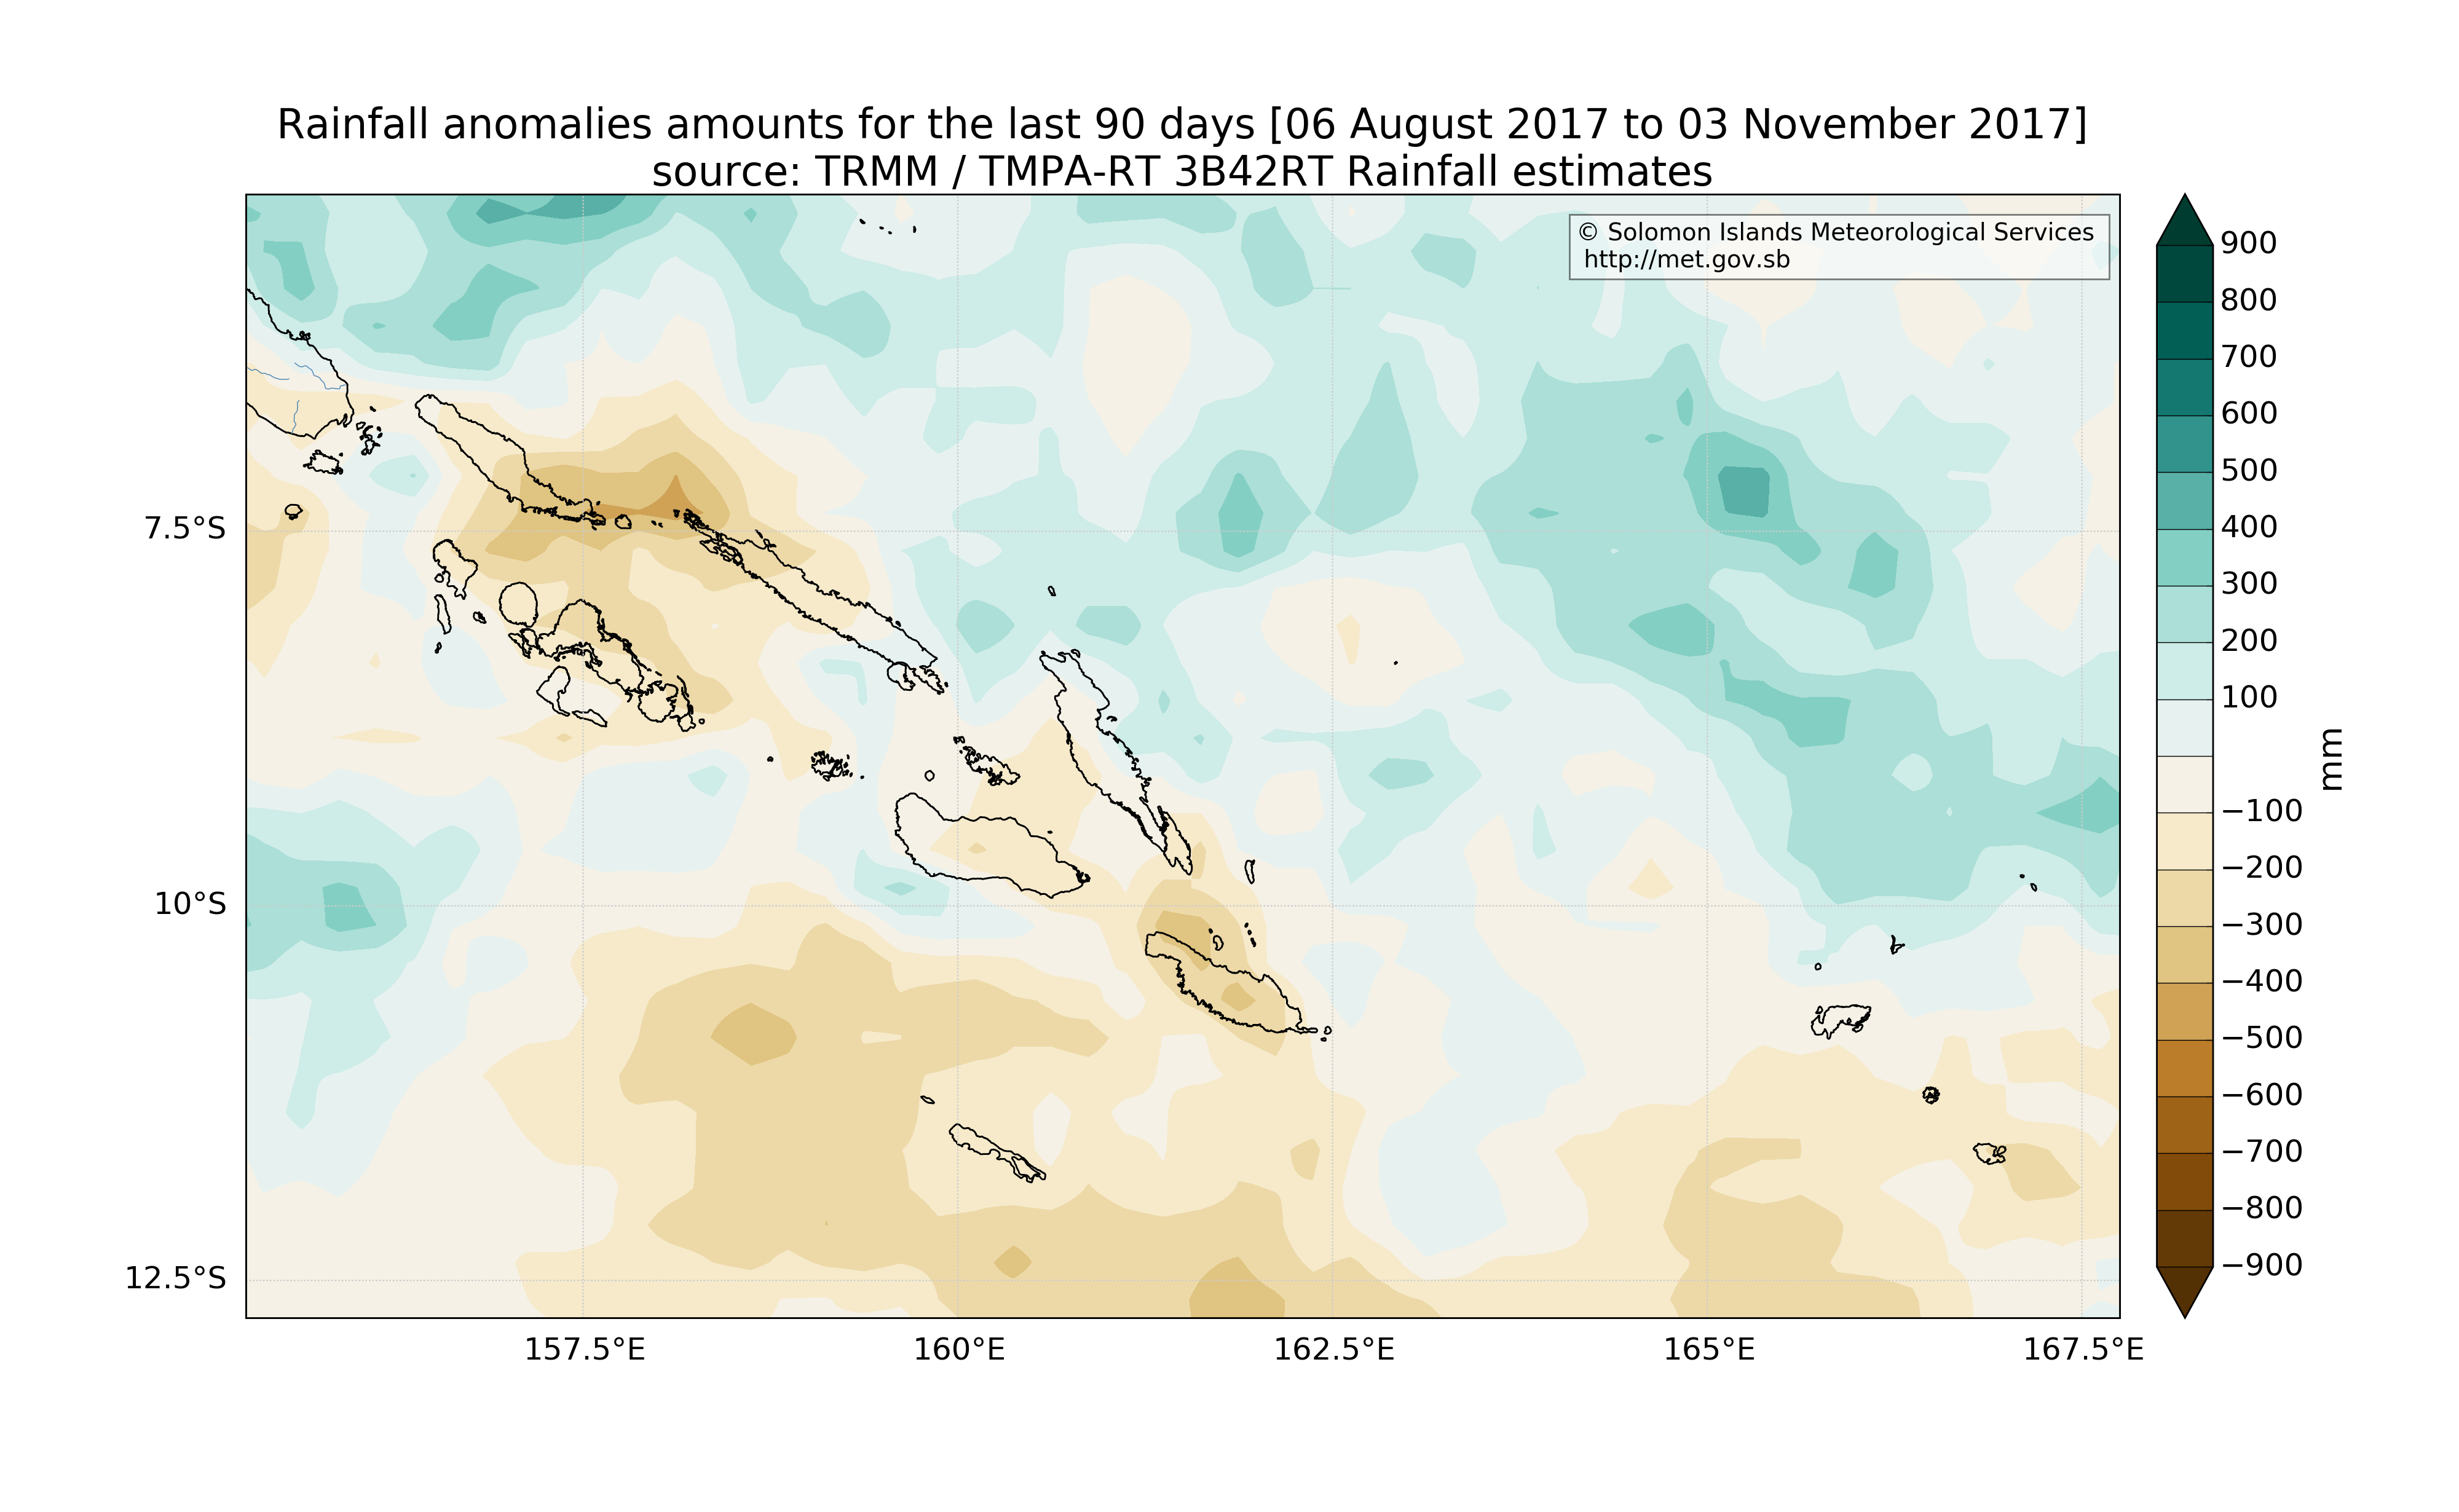 Rainfall anomalies amounts for the last 90 days [06 August 2017 to 03 November 2017]
source: TRMM / TMPA-RT 3B42RT Rainfall estimates
© Solomon Islands Meteorological Services
http://met.gov.sb
7.5°S
10°S
12.5°S
157.5°E
160°E
162.5°E
165°E
167.5°E
900
800
700
600
500
400
300
200
100
−100
−200
−300
−400
−500
−600
−700
−800
−900
mm